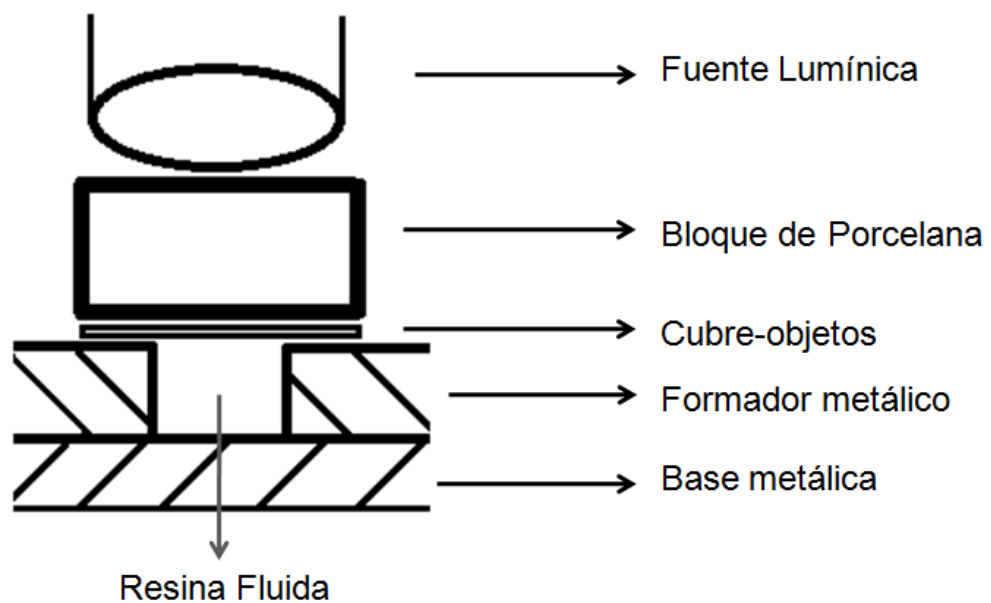 Fuente Lumínica
Bloque de Porcelana
Cubre-objetos
Formador metálico
Base metálica
Resina Fluida